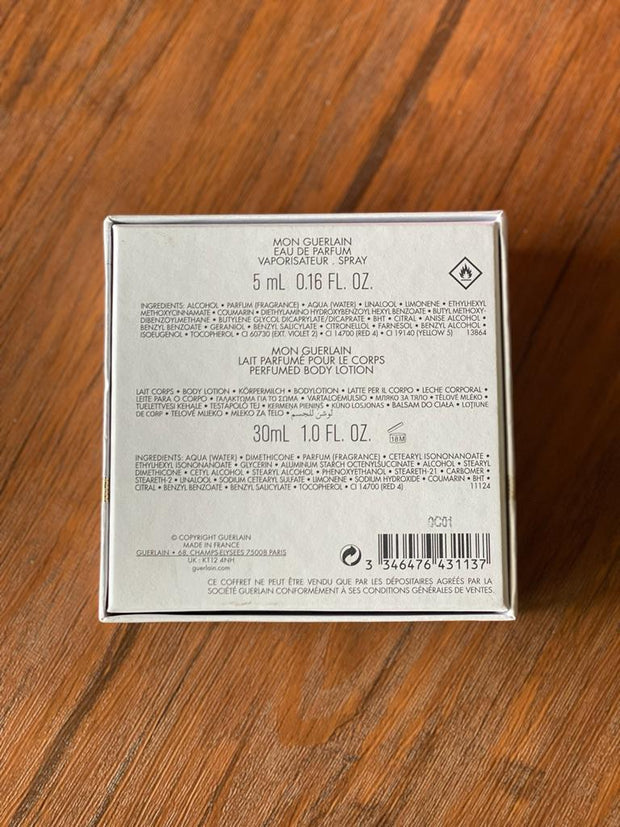 MON GUERLAIN
EAU DE PARFUM
VAPORISATEUR . SPRAY
5 mL 0.16 FL. OZ.
INGREDIENTS: ALCOHOL • PARFUM (FRAGRANCE) • AQUA (WATER) • LINALOOL • LIMONENE • ETHYLHEXYL
METHOXYCINNAMATE • COUMARIN • DIETHYLAMINO HYDROXYBENZOYL HEXYL BENZOATE • BUTYL METHOXY-
DIBENZOYLMETHANE • BUTYLENE GLYCOL DICAPRYLATE/DICAPRATE • BHT • CITRAL • ANISE ALCOHOL •
BENZYL BENZOATE • GERANIOL • BENZYL SALICYLATE • CITRONELLOL • FARNESOL • BENZYL ALCOHOL •
ISOEUGENOL • TOCOPHEROL • CI 60730 (EXT. VIOLET 2) • CI 14700 (RED 4) • CI 19140 (YELLOW 5) 13864
MON GUERLAIN
LAIT PARFUMÉ POUR LE CORPS
PERFUMED BODY LOTION
LAIT CORPS • BODY LOTION • KÖRPERMILCH • BODYLOTION • LATTE PER IL CORPO • LECHE CORPORAL •
LEITE PARA O CORPO • ΓΑΛΑΚΤΩΜΑ ΓΙΑ ΤΟ ΣΩΜΑ • VARTALOEMULSIO • МЛЯКО ЗА ТЯЛО • TĚLOVÉ MLÉKO •
TUELETTVESI KEHALE • TESTÁPOLÓ TEJ • ĶERMEŅA PIENIŅŠ • KŪNO LOSJONAS • BALSAM DO CIAŁA • LOŢIUNE
DE CORP • TELOVÉ MLIEKO • MLEKO ZA TELO • لوشن للجسم
30mL 1.0 FL. OZ.
18M
INGREDIENTS: AQUA (WATER) • DIMETHICONE • PARFUM (FRAGRANCE) • CETEARYL ISONONANOATE •
ETHYLHEXYL ISONONANOATE • GLYCERIN • ALUMINUM STARCH OCTENYLSUCCINATE • ALCOHOL • STEARYL
DIMETHICONE • CETYL ALCOHOL • STEARYL ALCOHOL • PHENOXYETHANOL • STEARETH-21 • CARBOMER •
STEARETH-2 • LINALOOL • SODIUM CETEARYL SULFATE • LIMONENE • SODIUM HYDROXIDE • COUMARIN • BHT •
CITRAL • BENZYL BENZOATE • BENZYL SALICYLATE • TOCOPHEROL • CI 14700 (RED 4) 11124
0C01
© COPYRIGHT GUERLAIN
MADE IN FRANCE
GUERLAIN • 68, CHAMPS-ELYSEES 75008 PARIS
UK : KT12 4NH
guerlain.com
3 346476 431137
CE COFFRET NE PEUT ÊTRE VENDU QUE PAR LES DÉPOSITAIRES AGRÉÉS PAR LA
SOCIÉTÉ GUERLAIN CONFORMÉMENT À SES CONDITIONS GÉNÉRALES DE VENTES.